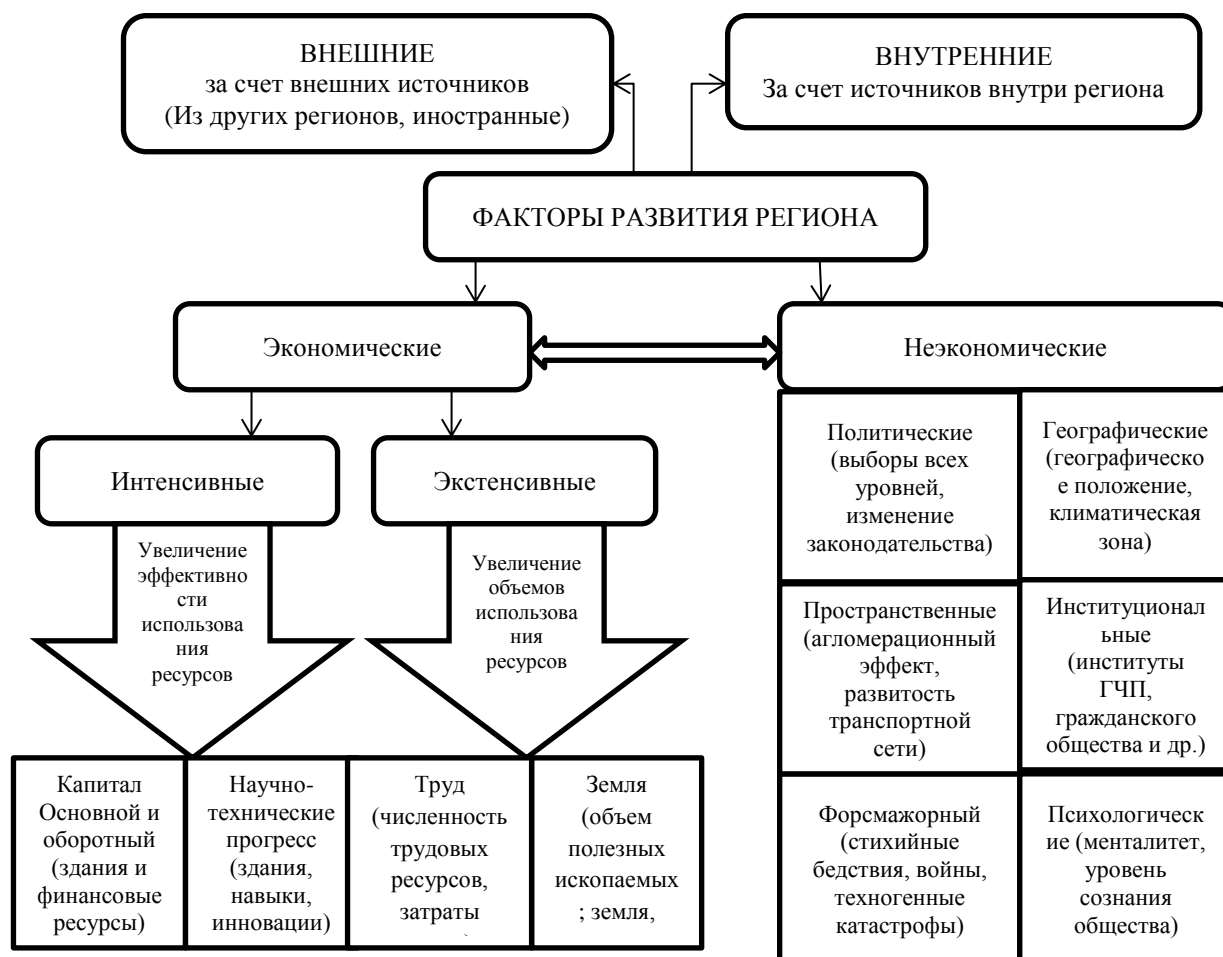 ВНЕШНИЕ
за счет внешних источников
(Из других регионов, иностранные)
ВНУТРЕННИЕ
За счет источников внутри региона
ФАКТОРЫ РАЗВИТИЯ РЕГИОНА
Экономические
Неэкономические
Интенсивные
Экстенсивные
Увеличение
эффективно
сти
использова
ния
ресурсов
Увеличение
объемов
использова
ния
ресурсов
Капитал
Основной и
оборотный
(здания и
финансовые
ресурсы)
Научно-
технические
прогресс
(здания,
навыки,
инновации)
Труд
(численность
трудовых
ресурсов,
затраты
Земля
(объем
полезных
ископаемых
; земля,
Политические
(выборы всех
уровней,
изменение
законодательства)
Географические
(географическо
е положение,
климатическая
зона)
Пространственные
(агломерационный
эффект,
развитость
транспортной
сети)
Институционал
ьные
(институты
ГЧП,
гражданского
общества и др.)
Форсмажорный
(стихийные
бедствия, войны,
техногенные
катастрофы)
Психологическ
ие (менталитет,
уровень
сознания
общества)